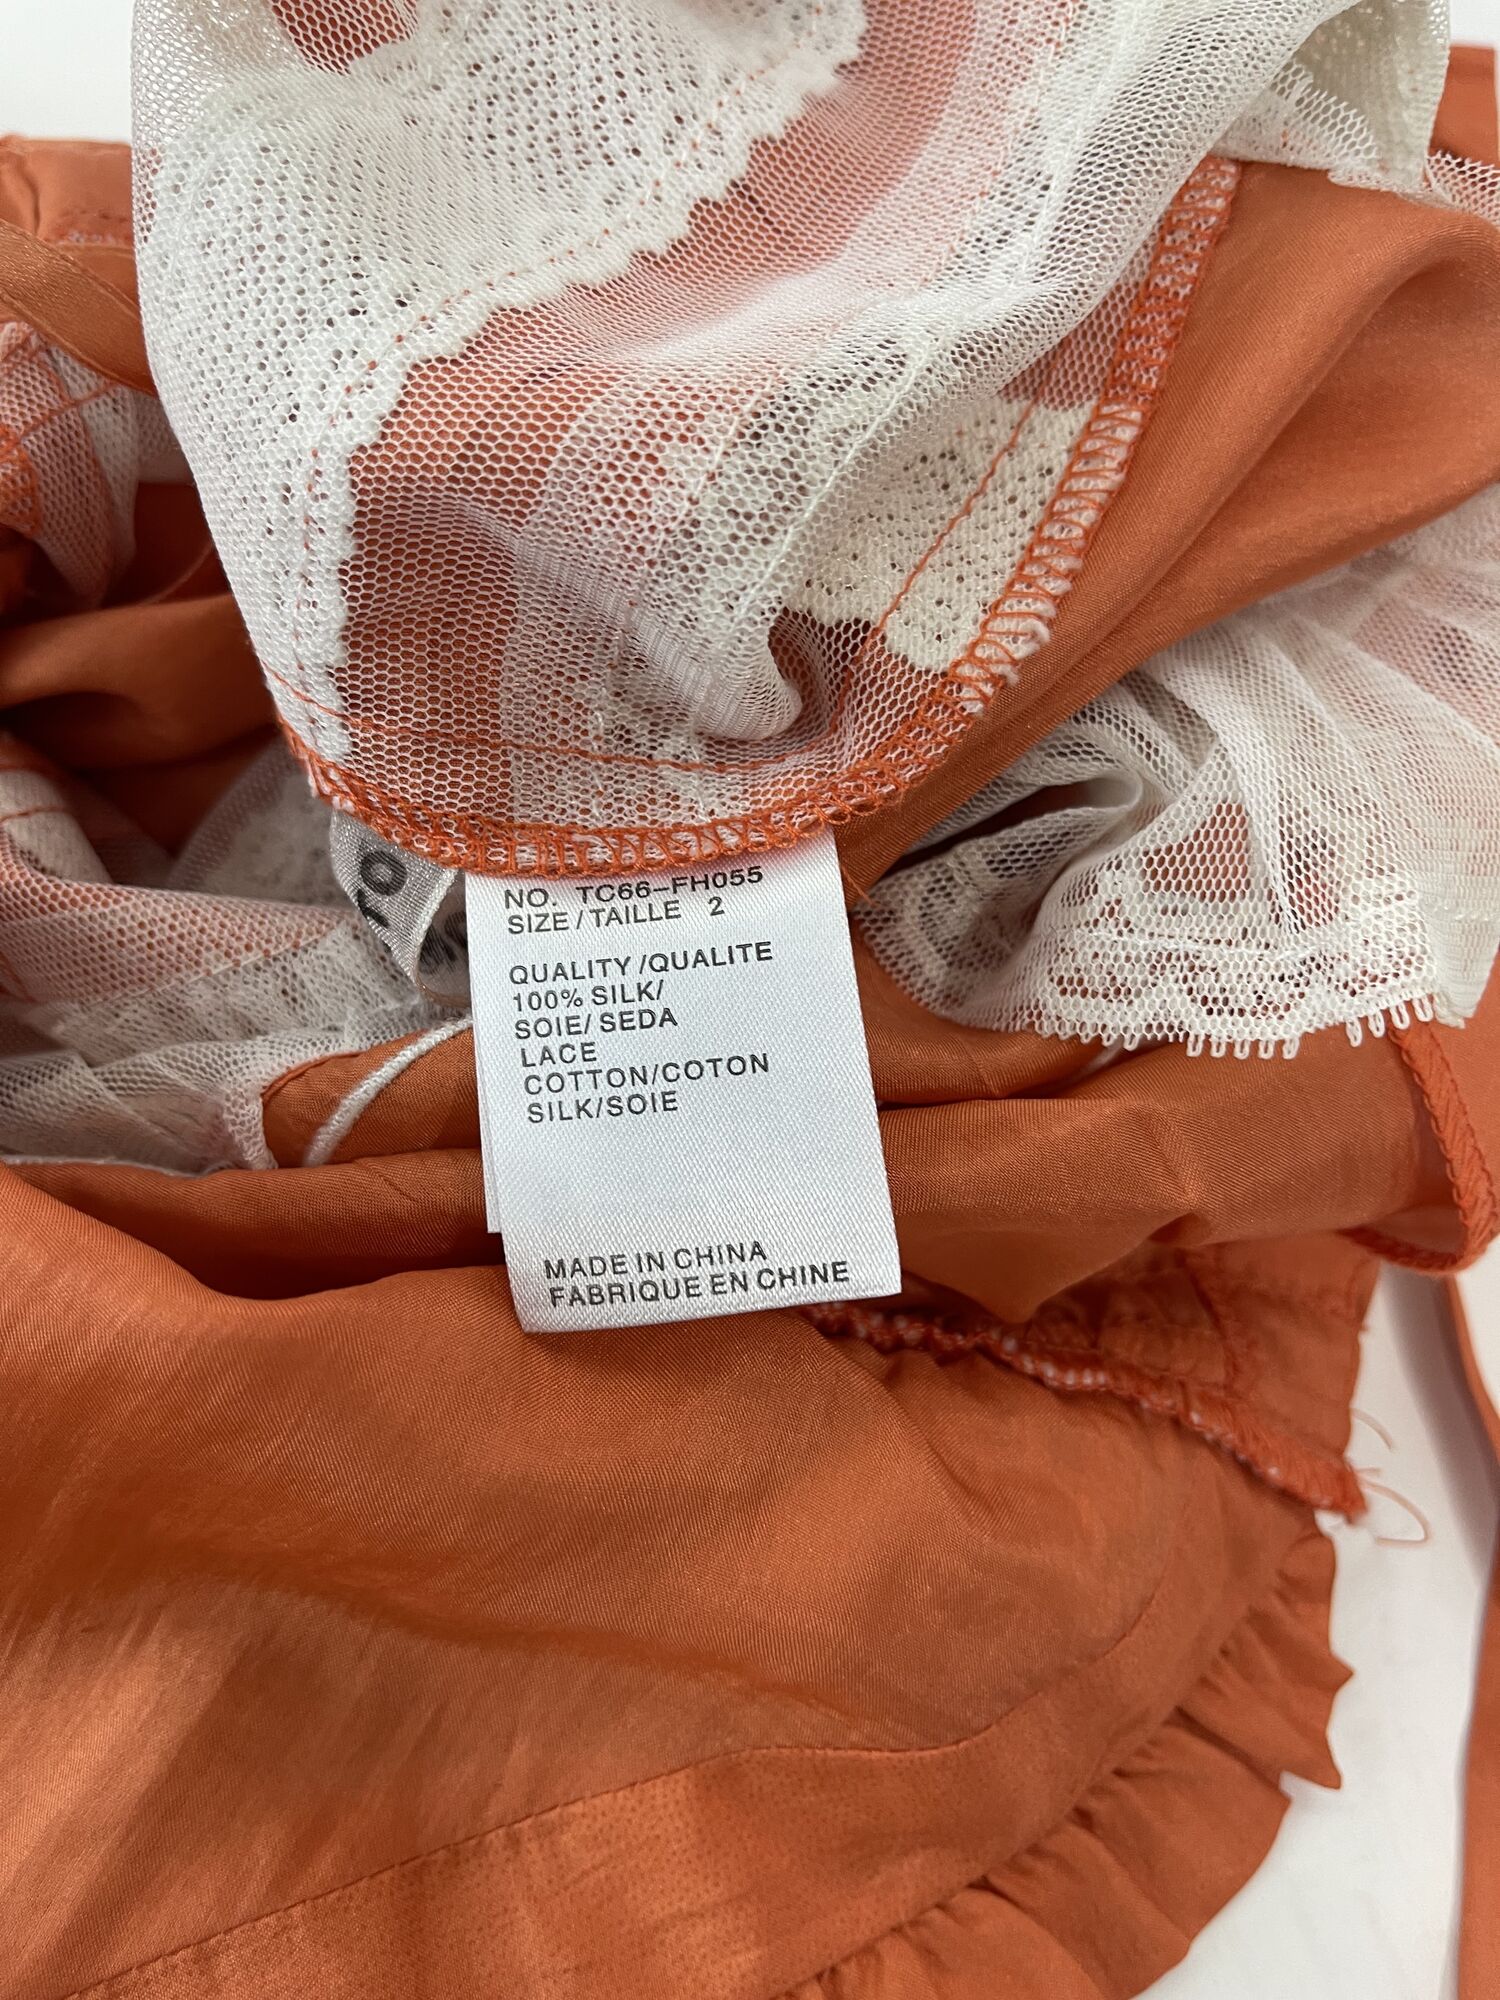 NO. TC66-FH055
SIZE/TAILLE 2
QUALITY/QUALITE
100% SILK/
SOIE/ SEDA
LACE
COTTON/COTON
SILK/SOIE
MADE IN CHINA
FABRIQUE EN CHINE